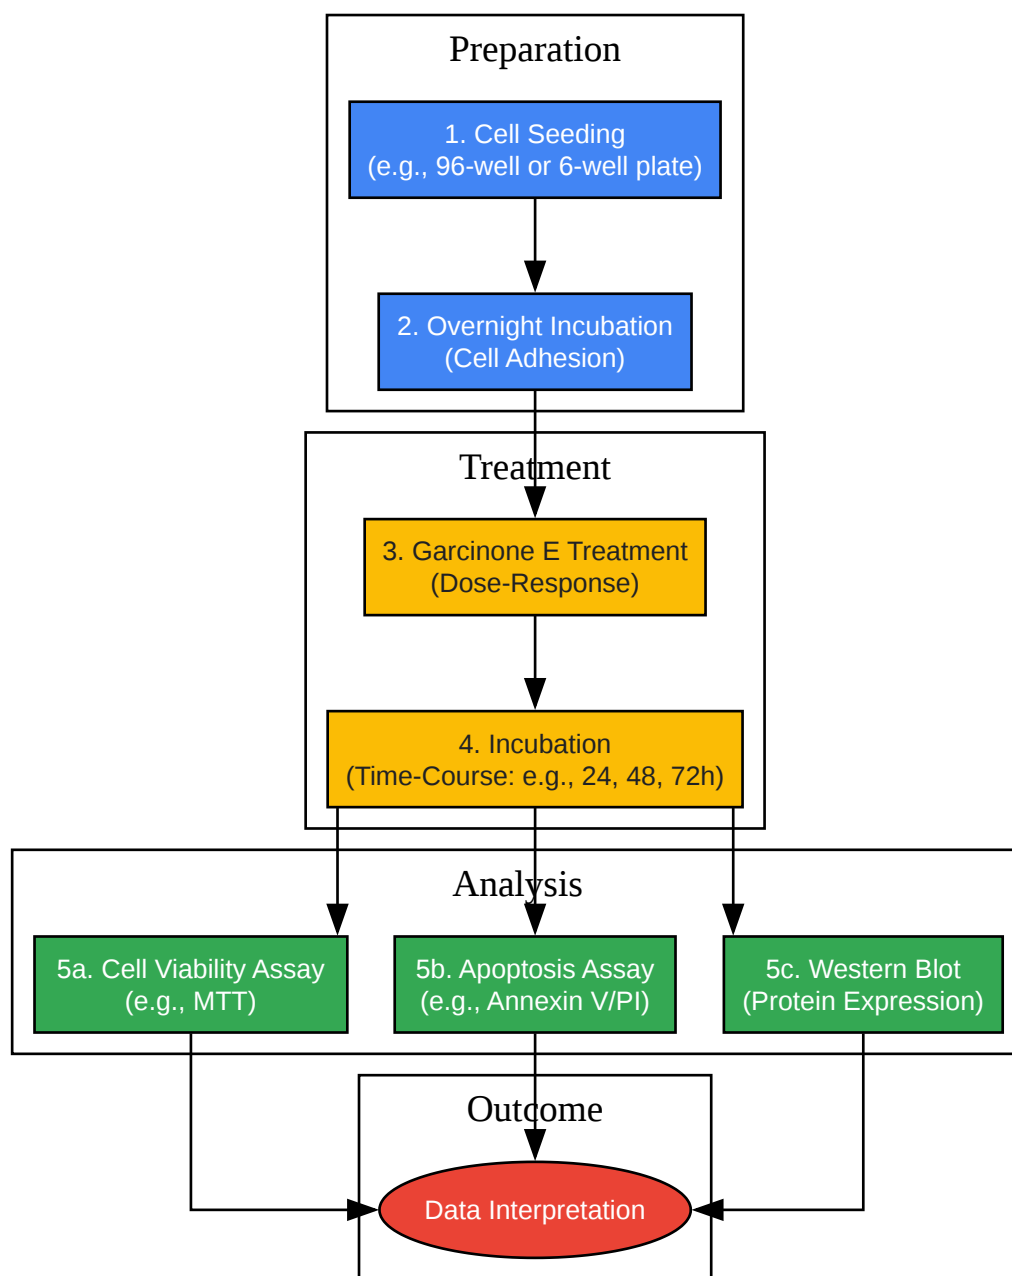 Preparation
1. Cell Seeding
(e.g., 96-well or 6-well plate)
2. Overnight Incubation
(Cell Adhesion)
Treatment
3. Garcinone E Treatment
(Dose-Response)
4. Incubation
(Time-Course: e.g., 24, 48, 72h)
Analysis
5a. Cell Viability Assay
(e.g., MTT)
5b. Apoptosis Assay
(e.g., Annexin V/PI)
5c. Western Blot
(Protein Expression)
Outcome
Data Interpretation